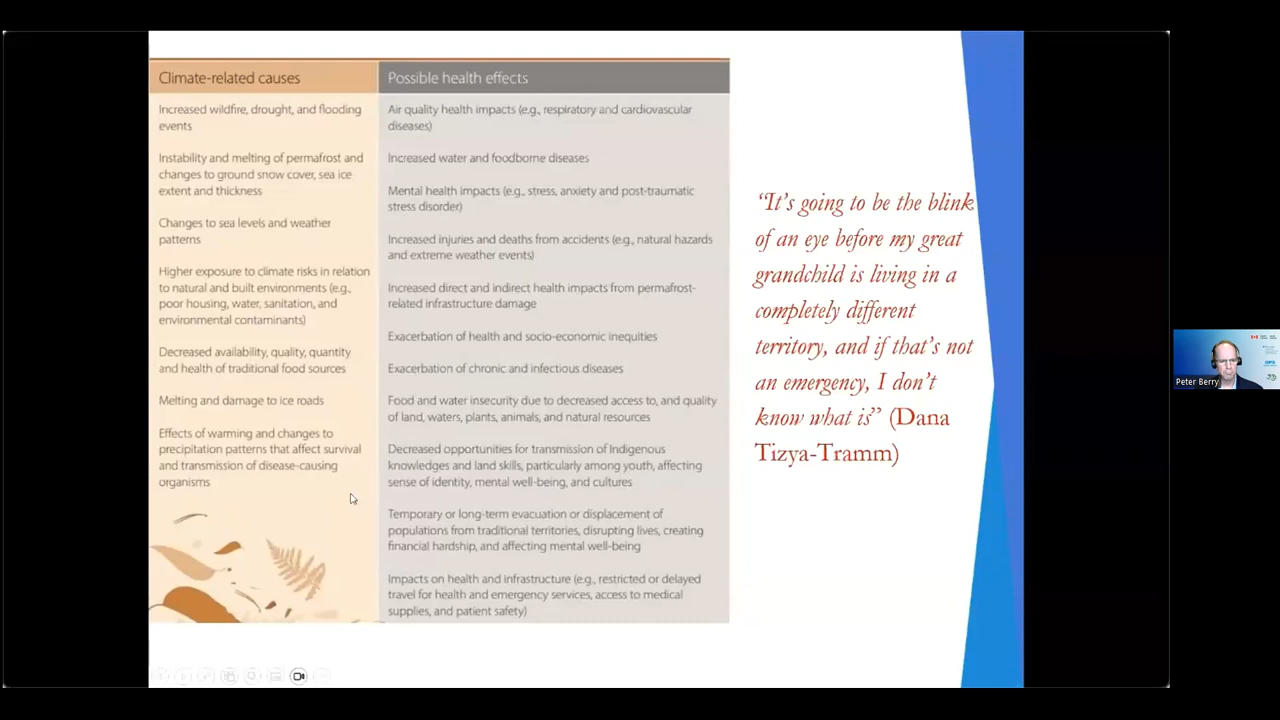 Climate-related causes
Increased wildfire, drought, and flooding
events
Instability and melting of permafrost and
changes to ground snow cover, sea ice
extent and thickness
Changes to sea levels and weather
patterns
Higher exposure to climate risks in relation
to natural and built environments (e.g.,
poor housing, water, sanitation, and
environmental contaminants)
Decreased availability, quality, quantity
and health of traditional food sources
Melting and damage to ice roads
Effects of warming and changes to
precipitation patterns that affect survival
and transmission of disease-causing
organisms
Possible health effects
Air quality health impacts (e.g., respiratory and cardiovascular
diseases)
Increased water and foodborne diseases
Mental health impacts (e.g., stress, anxiety and post-traumatic
stress disorder)
Increased injuries and deaths from accidents (e.g., natural hazards
and extreme weather events)
Increased direct and indirect health impacts from permafrost-
related infrastructure damage
Exacerbation of health and socio-economic inequities
Exacerbation of chronic and infectious diseases
Food and water insecurity due to decreased access to, and quality
of land, waters, plants, animals, and natural resources
Decreased opportunities for transmission of Indigenous
knowledges and land skills, particularly among youth, affecting
sense of identity, mental well-being, and cultures
Temporary or long-term evacuation or displacement of
populations from traditional territories, disrupting lives, creating
financial hardship, and affecting mental well-being
Impacts on health and infrastructure (e.g., restricted or delayed
travel for health and emergency services, access to medical
supplies, and patient safety)
“It’s going to be the blink
of an eye before my great
grandchild is living in a
completely different
territory, and if that’s not
an emergency, I don’t
know what is” (Dana
Tizya-Tramm)
Peter Berry